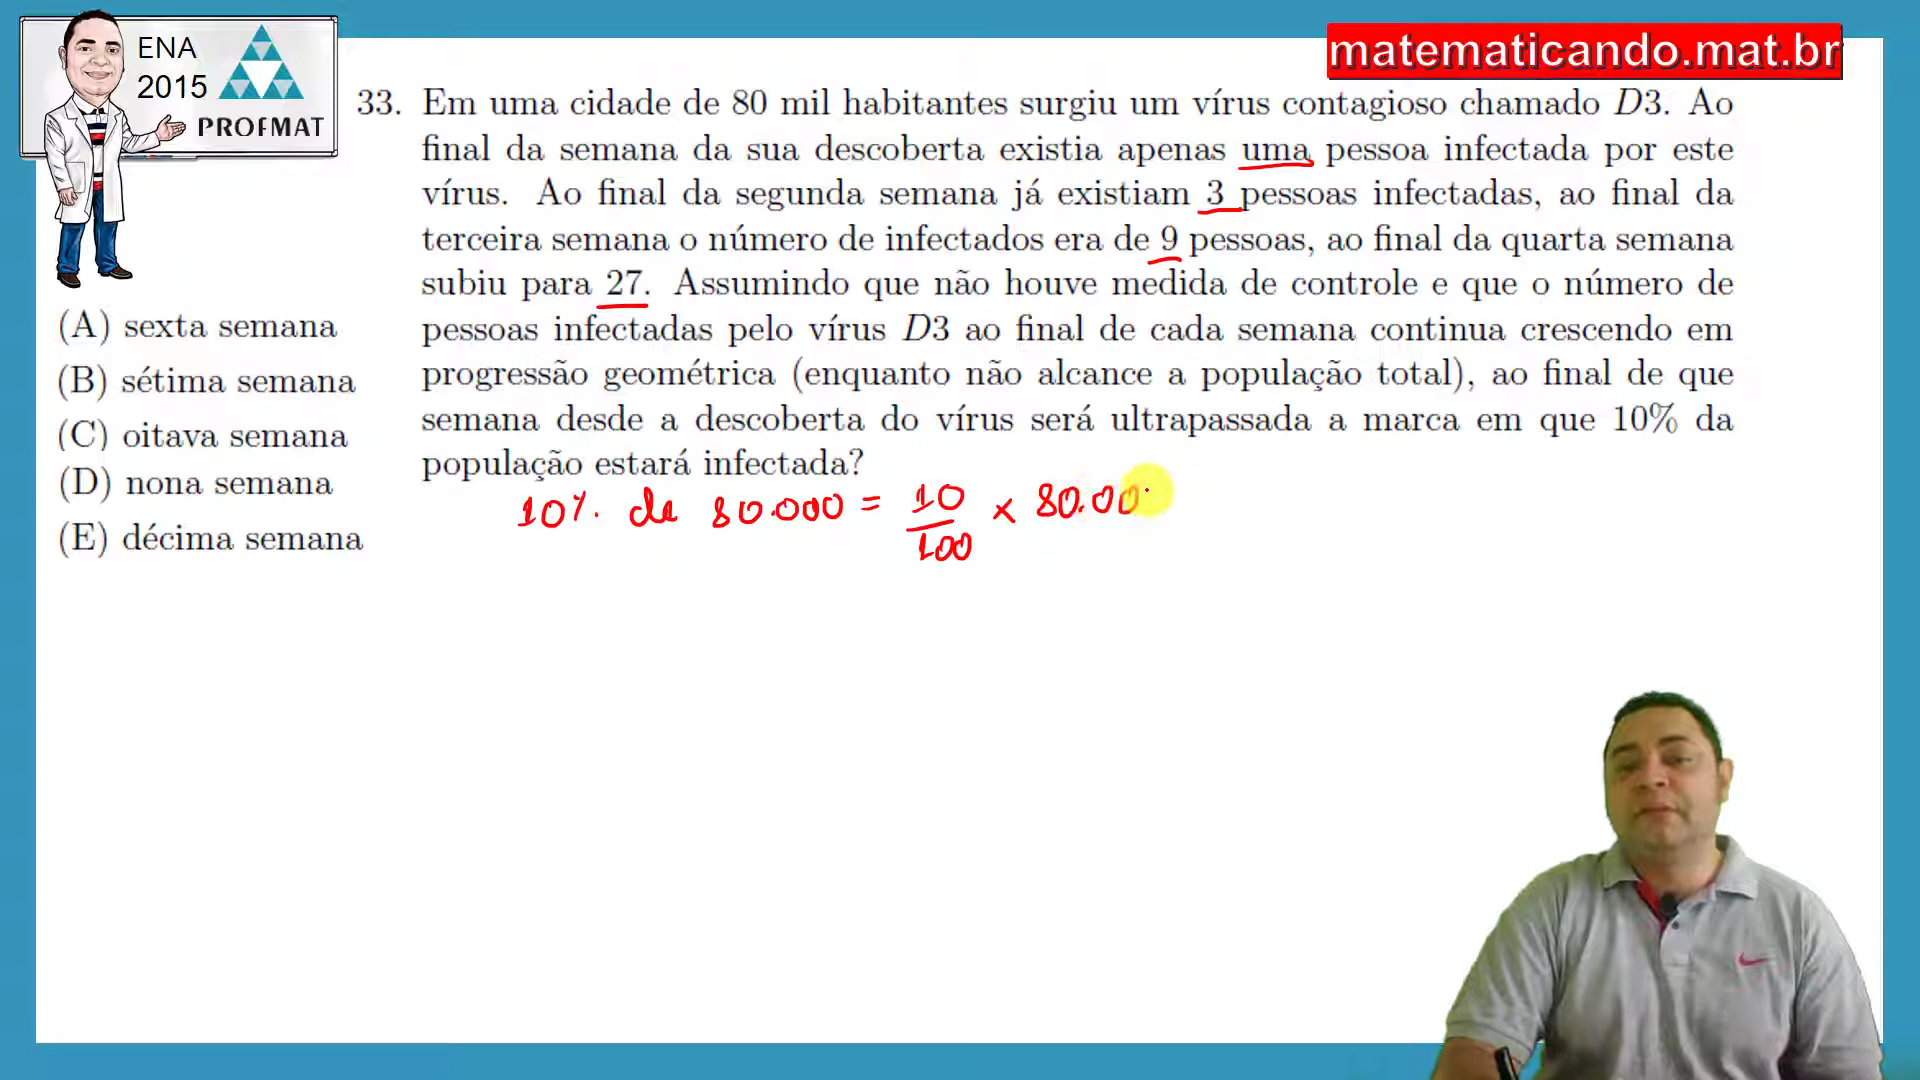 ENA
2015
PROFMAT
matematicando.mat.br
33. Em uma cidade de 80 mil habitantes surgiu um vírus contagioso chamado D3. Ao
final da semana da sua descoberta existia apenas uma pessoa infectada por este
vírus. Ao final da segunda semana já existiam 3 pessoas infectadas, ao final da
terceira semana o número de infectados era de 9 pessoas, ao final da quarta semana
subiu para 27. Assumindo que não houve medida de controle e que o número de
pessoas infectadas pelo vírus D3 ao final de cada semana continua crescendo em
progressão geométrica (enquanto não alcance a população total), ao final de que
semana desde a descoberta do vírus será ultrapassada a marca em que 10% da
população estará infectada?
(A) sexta semana
(B) sétima semana
(C) oitava semana
(D) nona semana
(E) décima semana
10% de 80.000 = 10/100 × 80.00